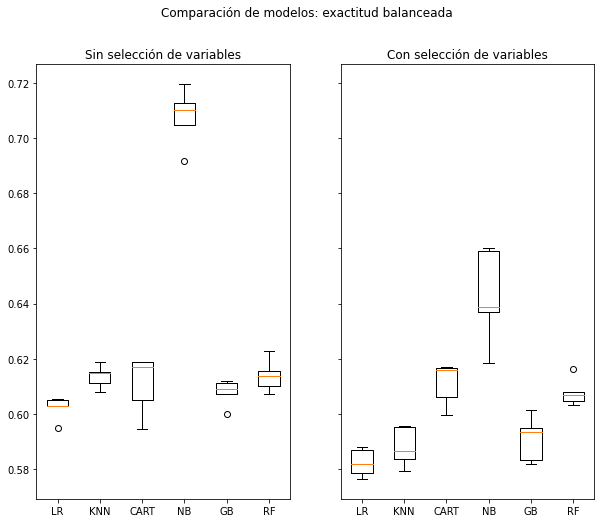 Comparación de modelos: exactitud balanceada
Sin selección de variables
Con selección de variables
0.72
0.70
0.68
0.66
0.64
0.62
0.60
0.58
LR KNN CART NB GB RF
LR KNN CART NB GB RF